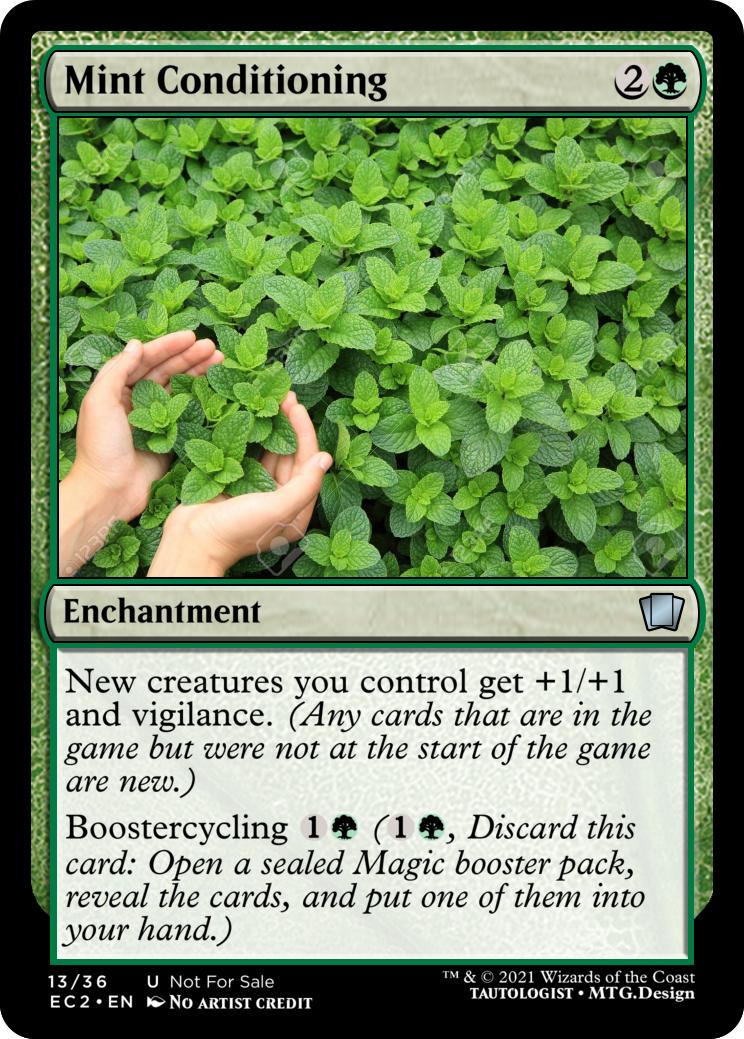 Mint Conditioning 2
Enchantment
New creatures you control get +1/+1
and vigilance. (Any cards that are in the
game but were not at the start of the game
are new.)
Boostercycling 1 (1, Discard this
card: Open a sealed Magic booster pack,
reveal the cards, and put one of them into
your hand.)
13/36 U Not For Sale
EC2 • EN No artist credit
™ & © 2021 Wizards of the Coast
TAUTOLOGIST • MTG.Design